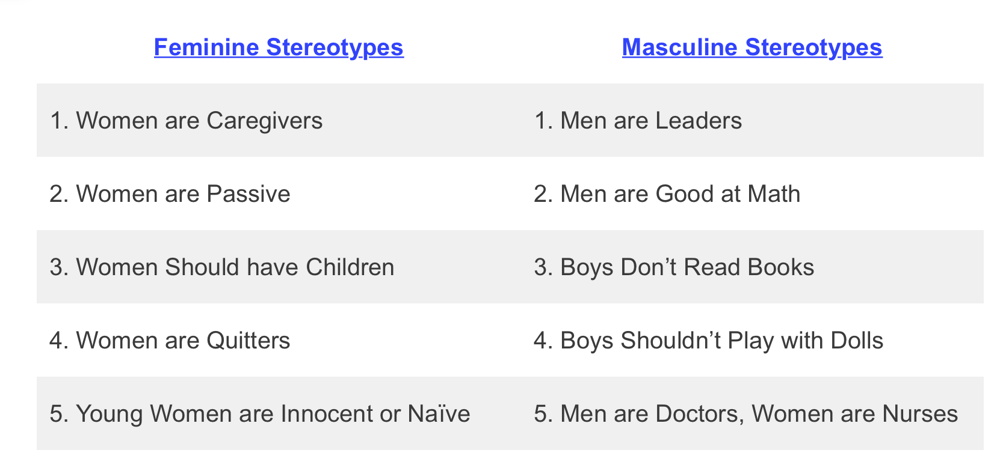 Feminine Stereotypes Masculine Stereotypes
1. Women are Caregivers 1. Men are Leaders
2. Women are Passive 2. Men are Good at Math
3. Women Should have Children 3. Boys Don’t Read Books
4. Women are Quitters 4. Boys Shouldn’t Play with Dolls
5. Young Women are Innocent or Naïve 5. Men are Doctors, Women are Nurses